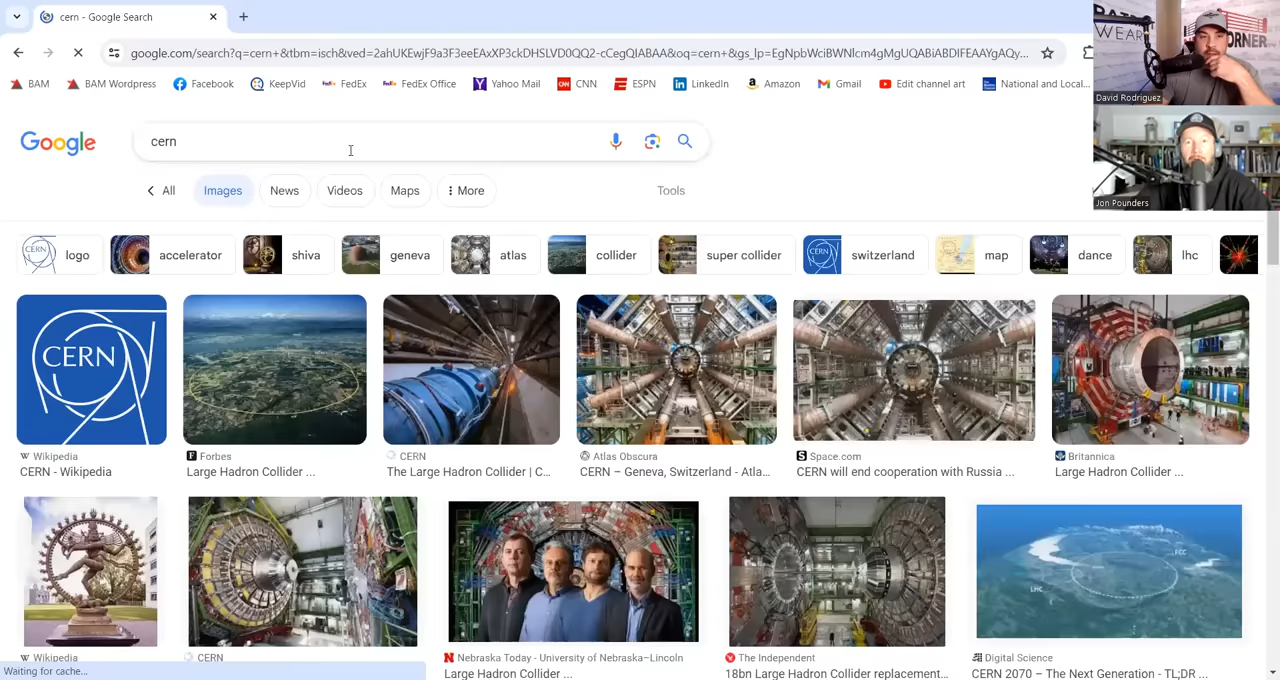 cern - Google Search
google.com/search?q=cern+&tbm=isch&ved=2ahUKEwjF9a3F3eeEAxXPJckDHSUvD0QQ2-cCegQIABAA&oq=cern+&gs_lp=EgNpbWciBWNlcm4gMgUQABiABDIFEAAYgAQy...
BAM
BAM Wordpress
Facebook
KeepVid
FedEx
FedEx Office
Yahoo Mail
CNN
ESPN
LinkedIn
Amazon
Gmail
Edit channel art
National and Local...
WEAR
CORNER
David Rodriguez
Jon Pounders
Google
cern
All
Images
News
Videos
Maps
More
Tools
logo
accelerator
shiva
geneva
atlas
collider
super collider
switzerland
map
dance
lhc
CERN
Wikipedia
CERN - Wikipedia
Forbes
Large Hadron Collider ...
CERN
The Large Hadron Collider | C...
Atlas Obscura
CERN – Geneva, Switzerland - Atla...
Space.com
CERN will end cooperation with Russia ...
Britannica
Large Hadron Collider ...
LHC
FCC
Wikipedia
CERN
Nebraska Today - University of Nebraska–Lincoln
Large Hadron Collider ...
The Independent
18bn Large Hadron Collider replacement...
Digital Science
CERN 2070 – The Next Generation - TL;DR ...
Waiting for cache...